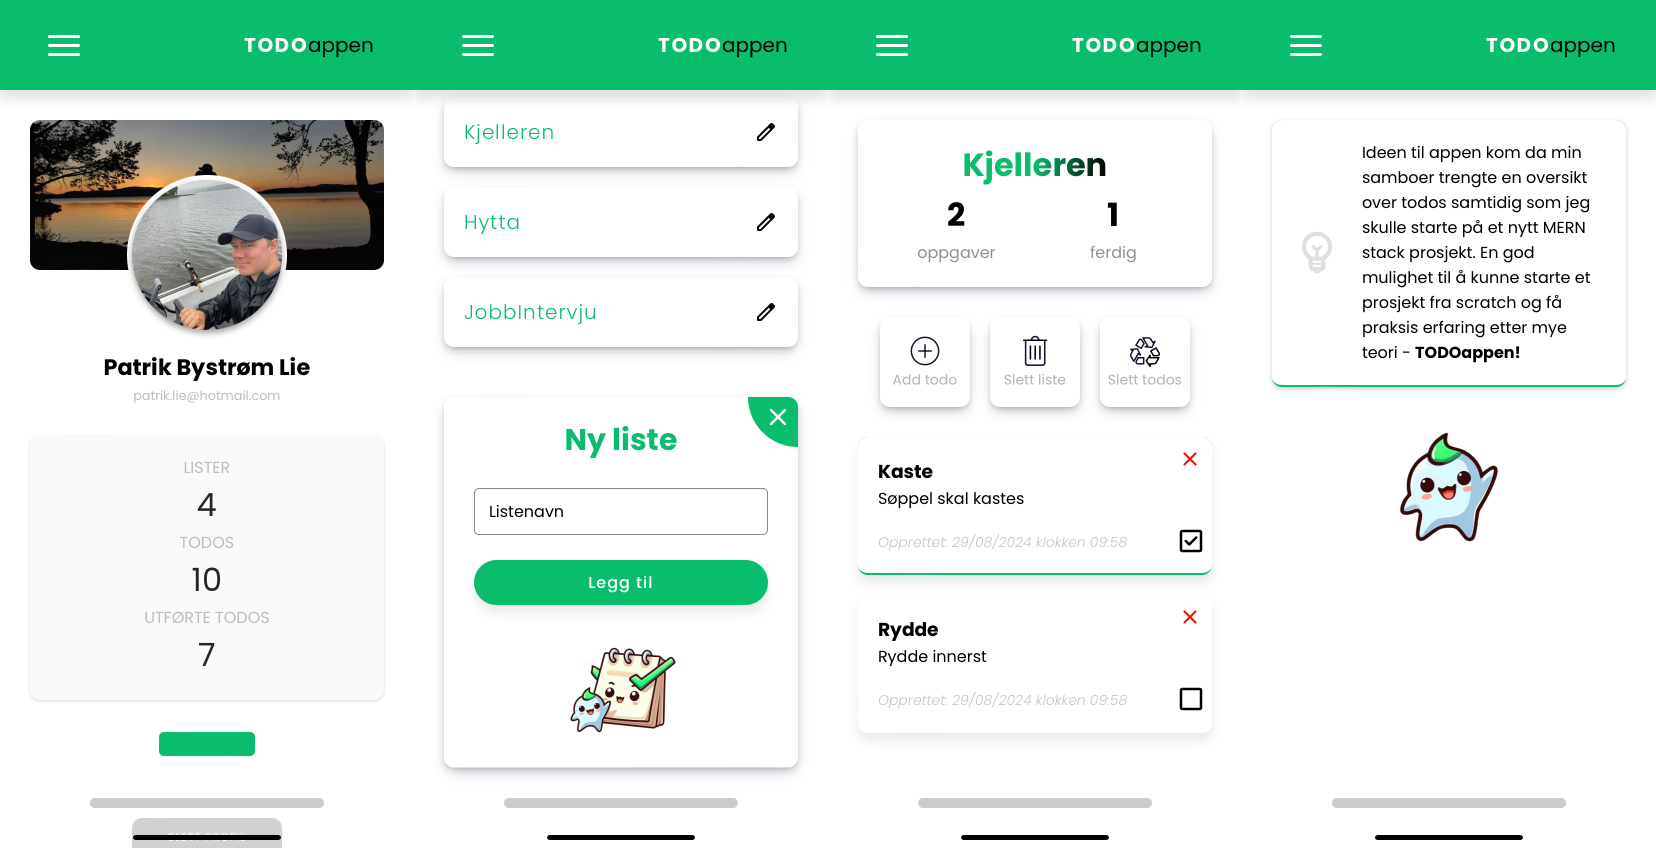 TODOappen
Patrik Bystrøm Lie
patrik.lie@hotmail.com
LISTER
4
TODOS
10
UTFØRTE TODOS
7
TODOappen
Kjelleren
Hytta
JobbIntervju
Ny liste
Listenavn
Legg til
TODOappen
Kjelleren
2 1
oppgaver ferdig
Add todo Slett liste Slett todos
Kaste
Søppel skal kastes
Opprettet: 29/08/2024 klokken 09:58
Rydde
Rydde innerst
Opprettet: 29/08/2024 klokken 09:58
TODOappen
Ideen til appen kom da min
samboer trengte en oversikt
over todos samtidig som jeg
skulle starte på et nytt MERN
stack prosjekt. En god
mulighet til å kunne starte et
prosjekt fra scratch og få
praksis erfaring etter mye
teori - TODOappen!